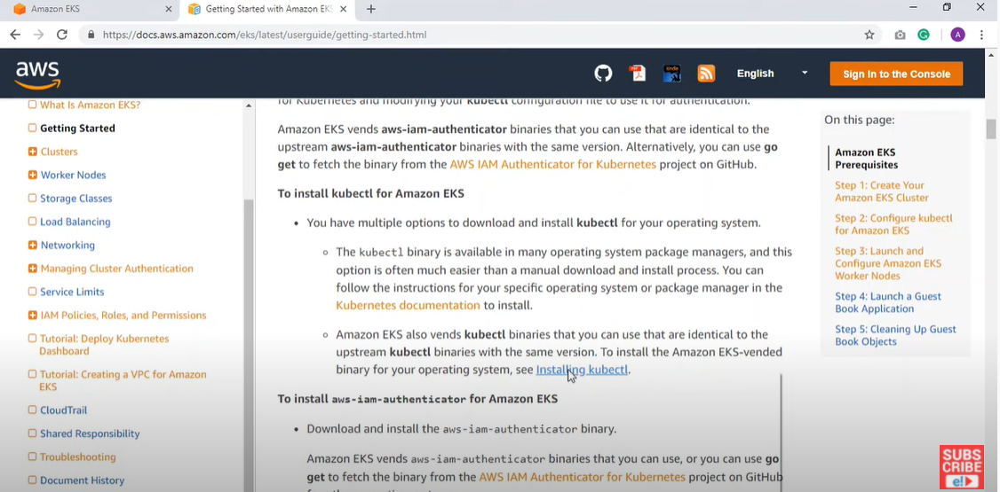 Amazon EKS
Getting Started with Amazon EKS
https://docs.aws.amazon.com/eks/latest/userguide/getting-started.html
A
aws
PDF
kindle
English
Sign In to the Console
What Is Amazon EKS?
Getting Started
Clusters
Worker Nodes
Storage Classes
Load Balancing
Networking
Managing Cluster Authentication
Service Limits
IAM Policies, Roles, and Permissions
Tutorial: Deploy Kubernetes
Dashboard
Tutorial: Creating a VPC for Amazon
EKS
CloudTrail
Shared Responsibility
Troubleshooting
Document History
for Kubernetes and modifying your kubectl configuration file to use it for authentication.
Amazon EKS vends aws-iam-authenticator binaries that you can use that are identical to the
upstream aws-iam-authenticator binaries with the same version. Alternatively, you can use go
get to fetch the binary from the AWS IAM Authenticator for Kubernetes project on GitHub.
To install kubectl for Amazon EKS
• You have multiple options to download and install kubectl for your operating system.
◦ The kubectl binary is available in many operating system package managers, and this
option is often much easier than a manual download and install process. You can
follow the instructions for your specific operating system or package manager in the
Kubernetes documentation to install.
◦ Amazon EKS also vends kubectl binaries that you can use that are identical to the
upstream kubectl binaries with the same version. To install the Amazon EKS-vended
binary for your operating system, see Installing kubectl.
To install aws-iam-authenticator for Amazon EKS
• Download and install the aws-iam-authenticator binary.
Amazon EKS vends aws-iam-authenticator binaries that you can use, or you can use go
get to fetch the binary from the AWS IAM Authenticator for Kubernetes project on GitHub
On this page:
Amazon EKS
Prerequisites
Step 1: Create Your
Amazon EKS Cluster
Step 2: Configure kubectl
for Amazon EKS
Step 3: Launch and
Configure Amazon EKS
Worker Nodes
Step 4: Launch a Guest
Book Application
Step 5: Cleaning Up Guest
Book Objects
SUBS
CRIBE
e!